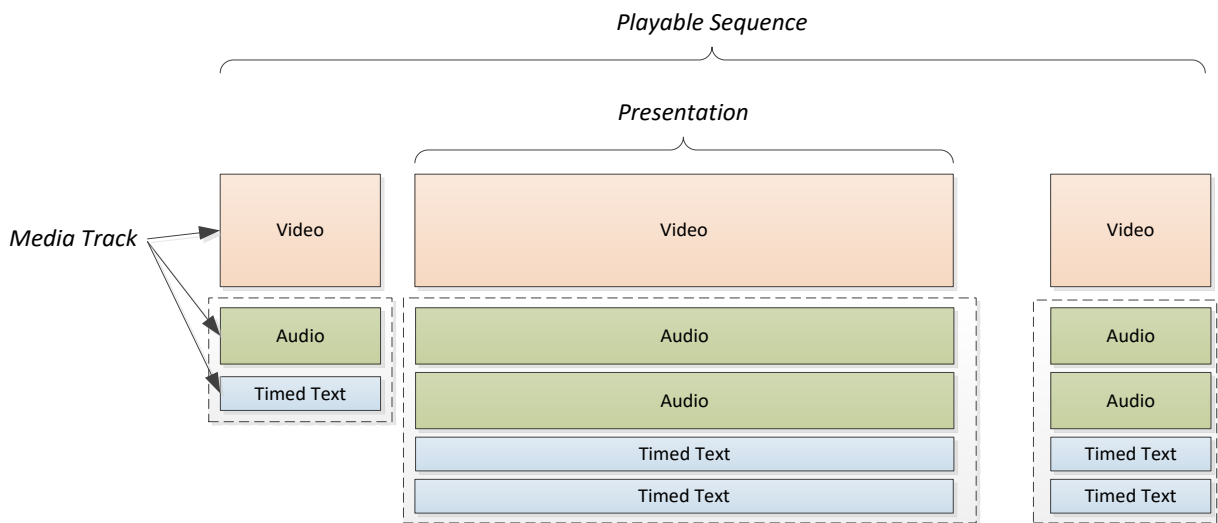 Playable Sequence
Presentation
Media Track
Video
Video
Video
Audio
Audio
Audio
Timed Text
Audio
Audio
Timed Text
Timed Text
Timed Text
Timed Text